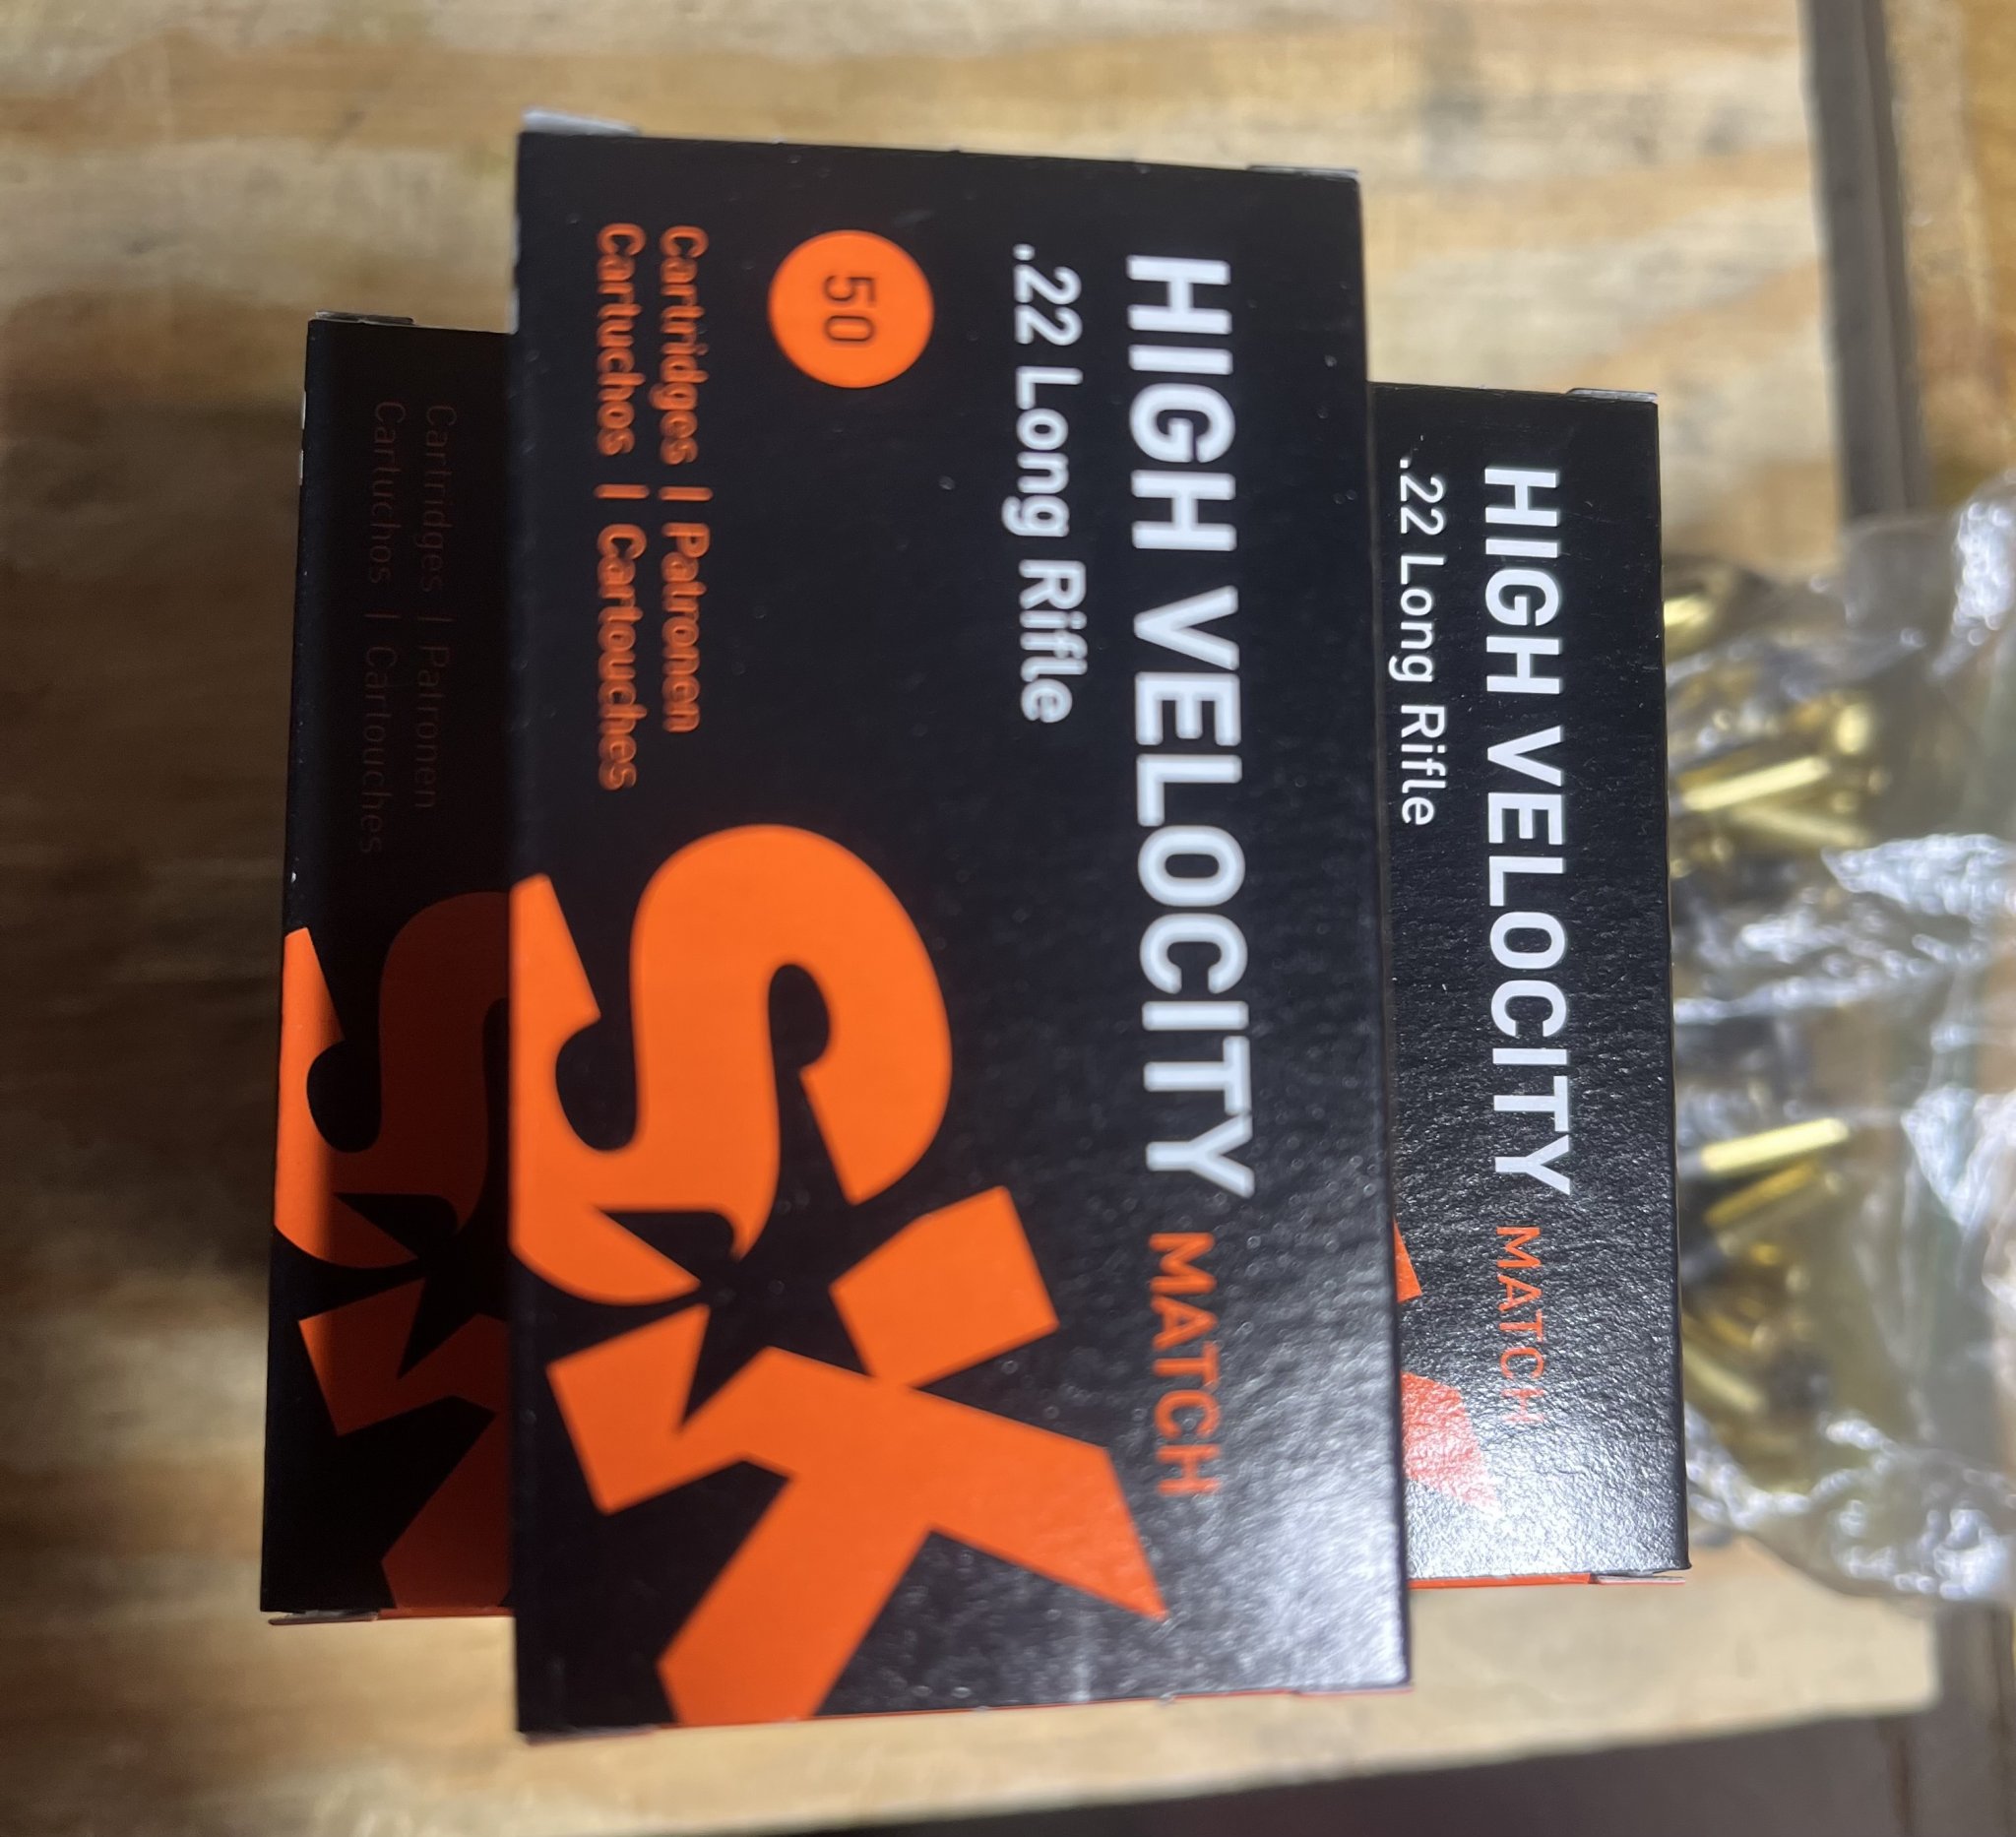 HIGH VELOCITY MATCH
.22 Long Rifle
50
Cartridges | Patronen
Cartuchos | Cartouches
SK
HIGH VELOCITY MATCH
.22 Long Rifle
Cartridges | Patronen
Cartuchos | Cartouches
SK